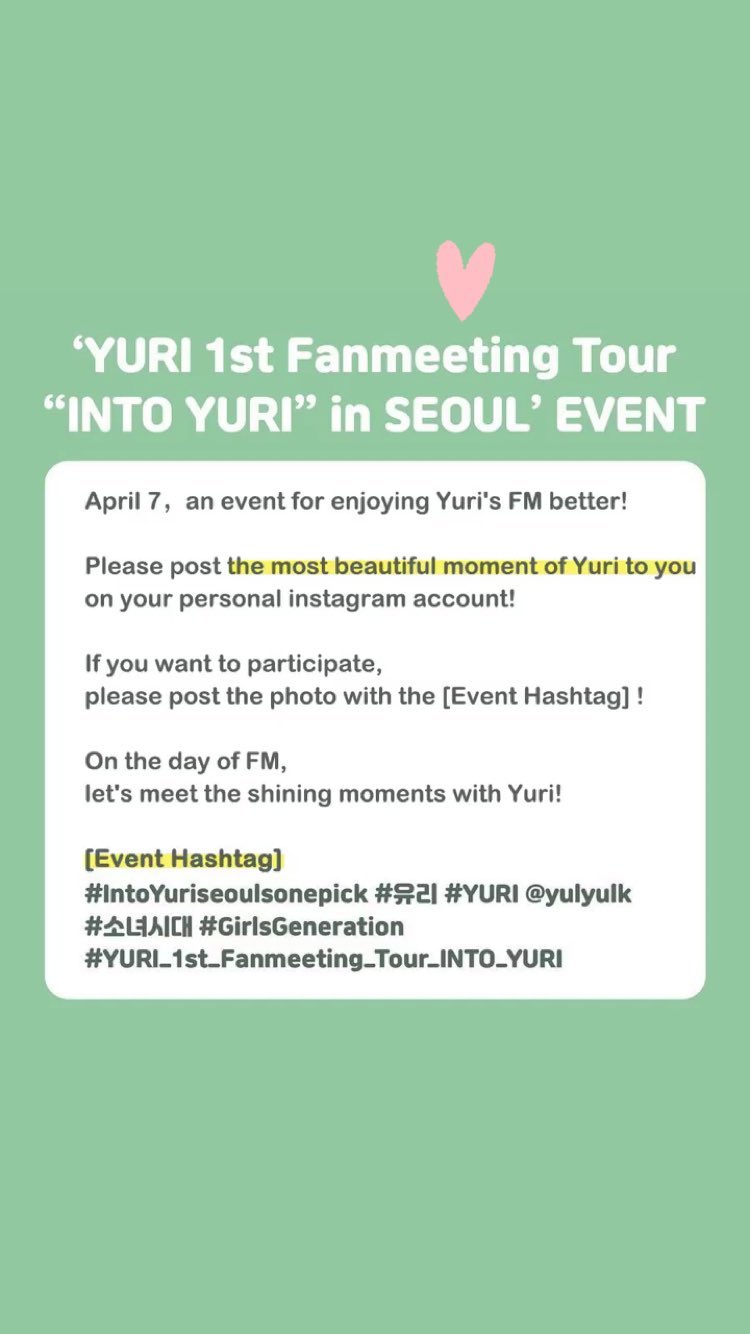 ‘YURI 1st Fanmeeting Tour
“INTO YURI” in SEOUL’ EVENT
April 7, an event for enjoying Yuri's FM better!
Please post the most beautiful moment of Yuri to you
on your personal instagram account!
If you want to participate,
please post the photo with the [Event Hashtag] !
On the day of FM,
let's meet the shining moments with Yuri!
[Event Hashtag]
#IntoYuriseoulsonepick #유리 #YURI @yulyulk
#소녀시대 #GirlsGeneration
#YURI_1st_Fanmeeting_Tour_INTO_YURI